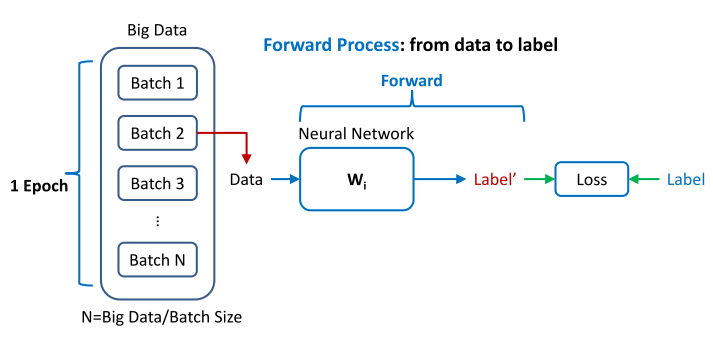 Big Data
Forward Process: from data to label
Batch 1
Forward
Batch 2
Neural Network
1 Epoch
Batch 3
Data
Wi
Label’
Loss
Label
...
Batch N
N=Big Data/Batch Size